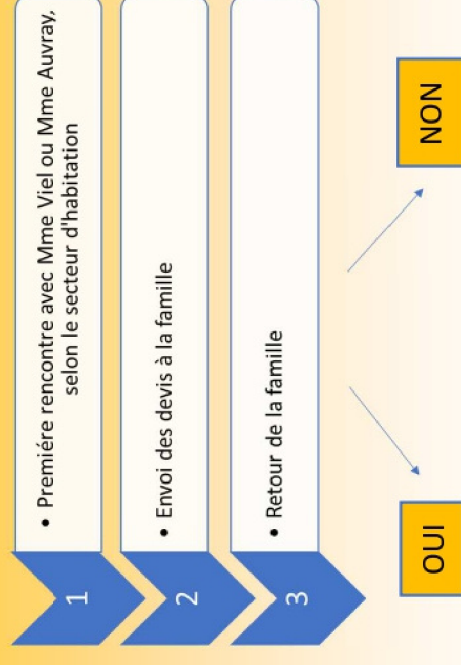 1
• Premiére rencontre avec Mme Viel ou Mme Auvray,
selon le secteur d'habitation
2
• Envoi des devis à la famille
3
• Retour de la famille
OUI
NON